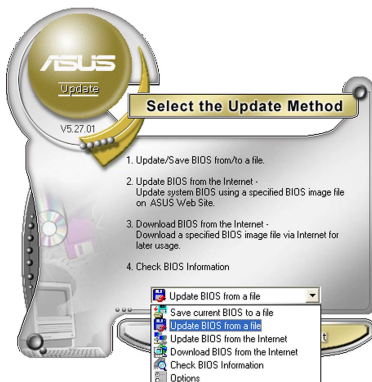 ASUS
Update
V5.27.01
Select the Update Method
1. Update/Save BIOS from/to a file.
2. Update BIOS from the Internet -
Update system BIOS using a specified BIOS image file
on ASUS Web Site.
3. Download BIOS from the Internet -
Download a specified BIOS image file via Internet for
later usage.
4. Check BIOS Information
Update BIOS from a file
Save current BIOS to a file
Update BIOS from a file
Update BIOS from the Internet
Download BIOS from the Internet
Check BIOS Information
Options